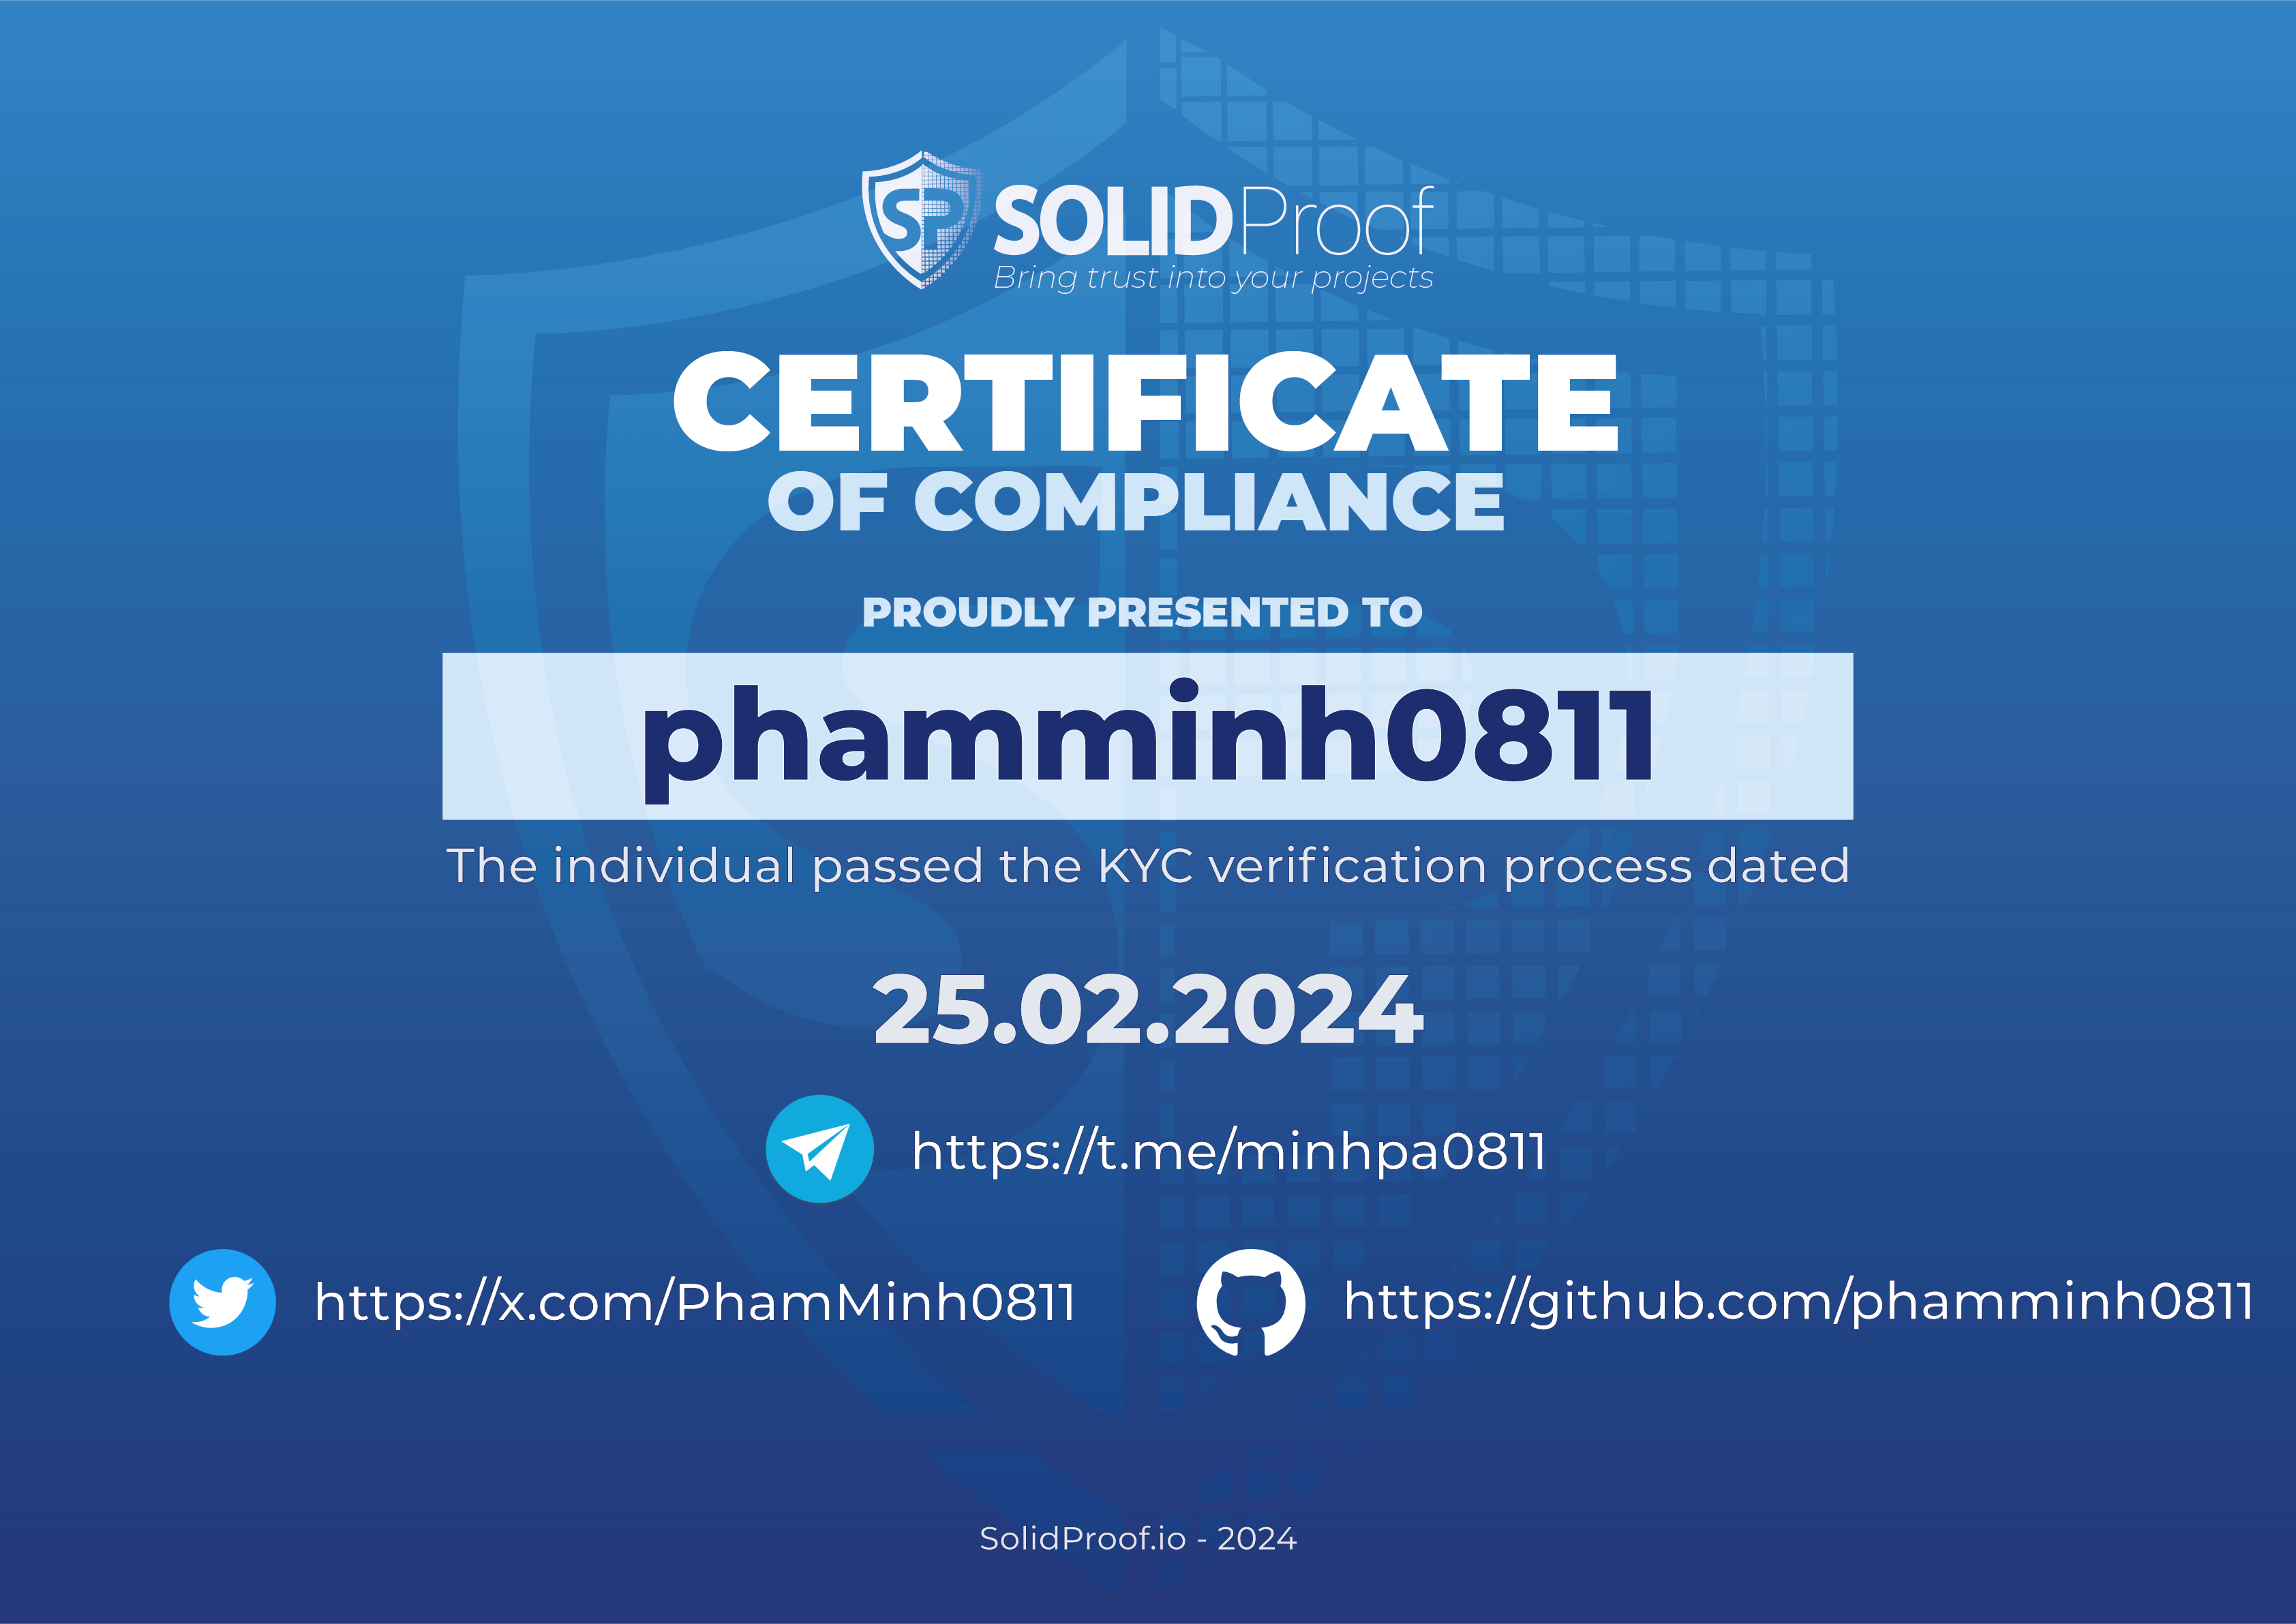 SP SOLIDProof
Bring trust into your projects
CERTIFICATE
OF COMPLIANCE
PROUDLY PRESENTED TO
phamminh0811
The individual passed the KYC verification process dated
25.02.2024
https://t.me/minhpa0811
https://x.com/PhamMinh0811 https://github.com/phamminh0811
SolidProof.io - 2024